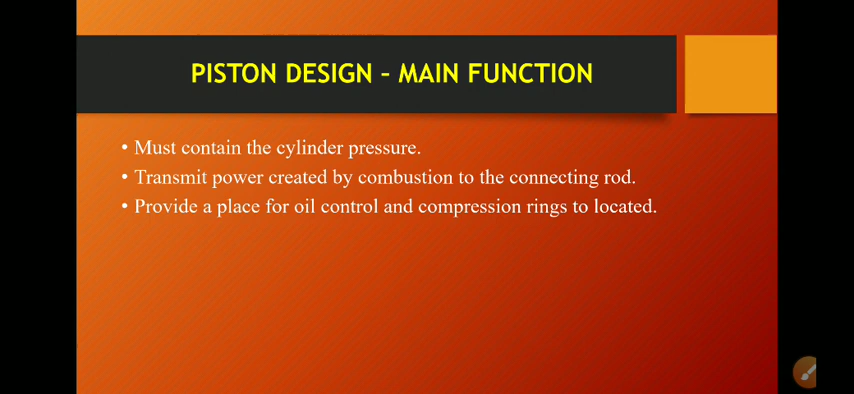 PISTON DESIGN – MAIN FUNCTION
• Must contain the cylinder pressure.
• Transmit power created by combustion to the connecting rod.
• Provide a place for oil control and compression rings to located.